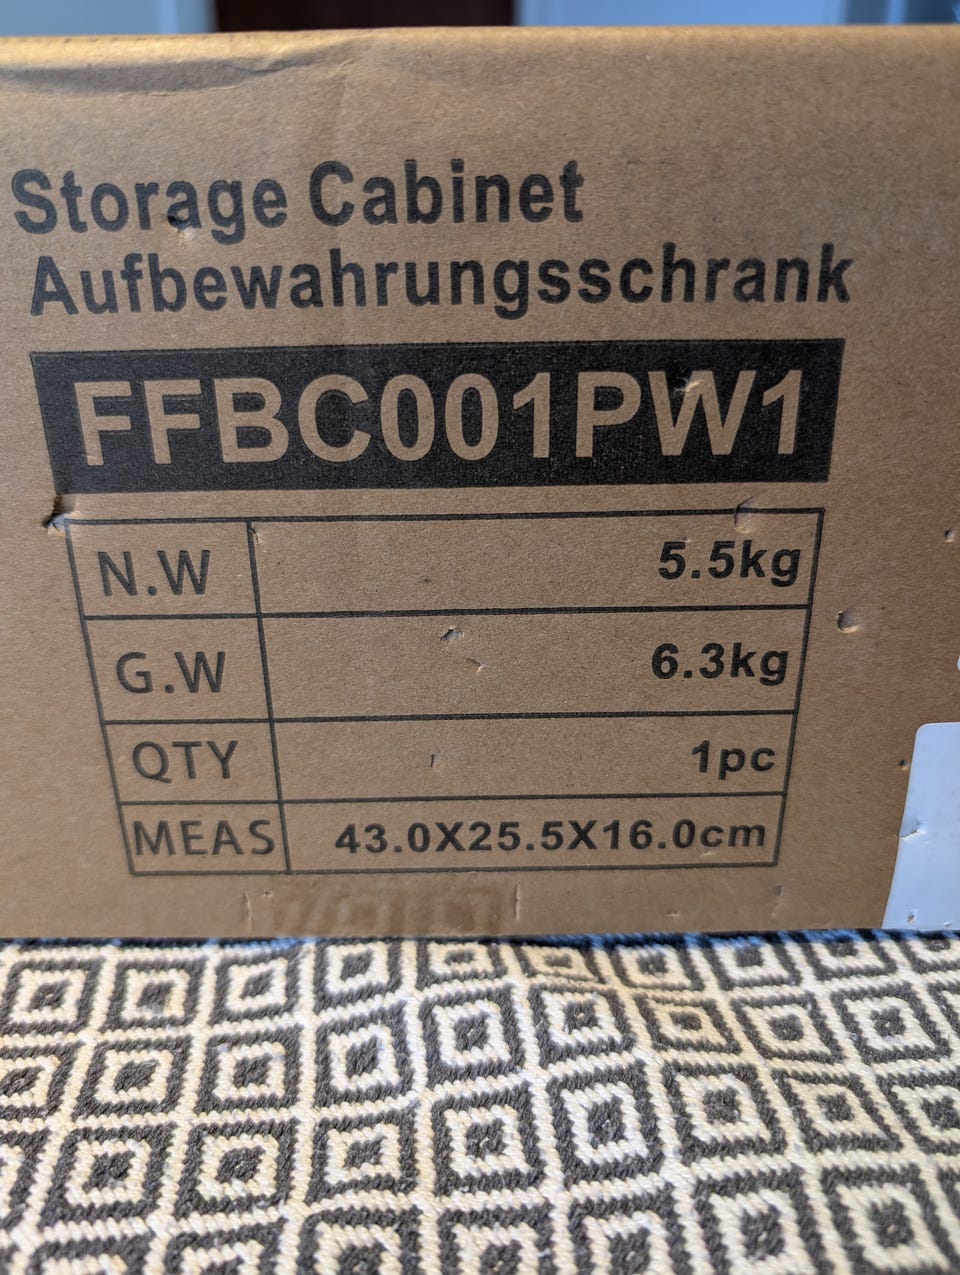 Storage Cabinet
Aufbewahrungsschrank
FFBC001PW1
N.W 5.5kg
G.W 6.3kg
QTY 1pc
MEAS 43.0X25.5X16.0cm